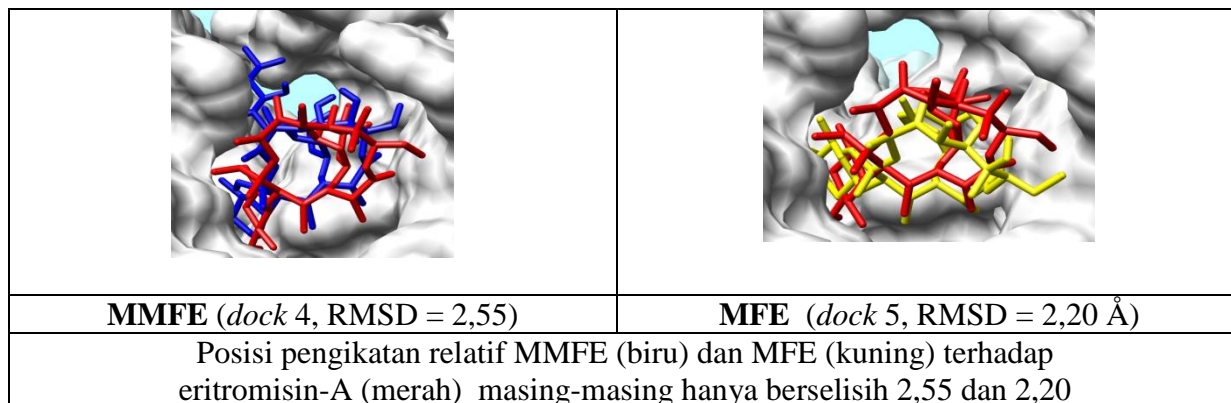 MMFE (dock 4, RMSD = 2,55)
MFE (dock 5, RMSD = 2,20 Å)
Posisi pengikatan relatif MMFE (biru) dan MFE (kuning) terhadap
eritromisin-A (merah) masing-masing hanya berselisih 2,55 dan 2,20